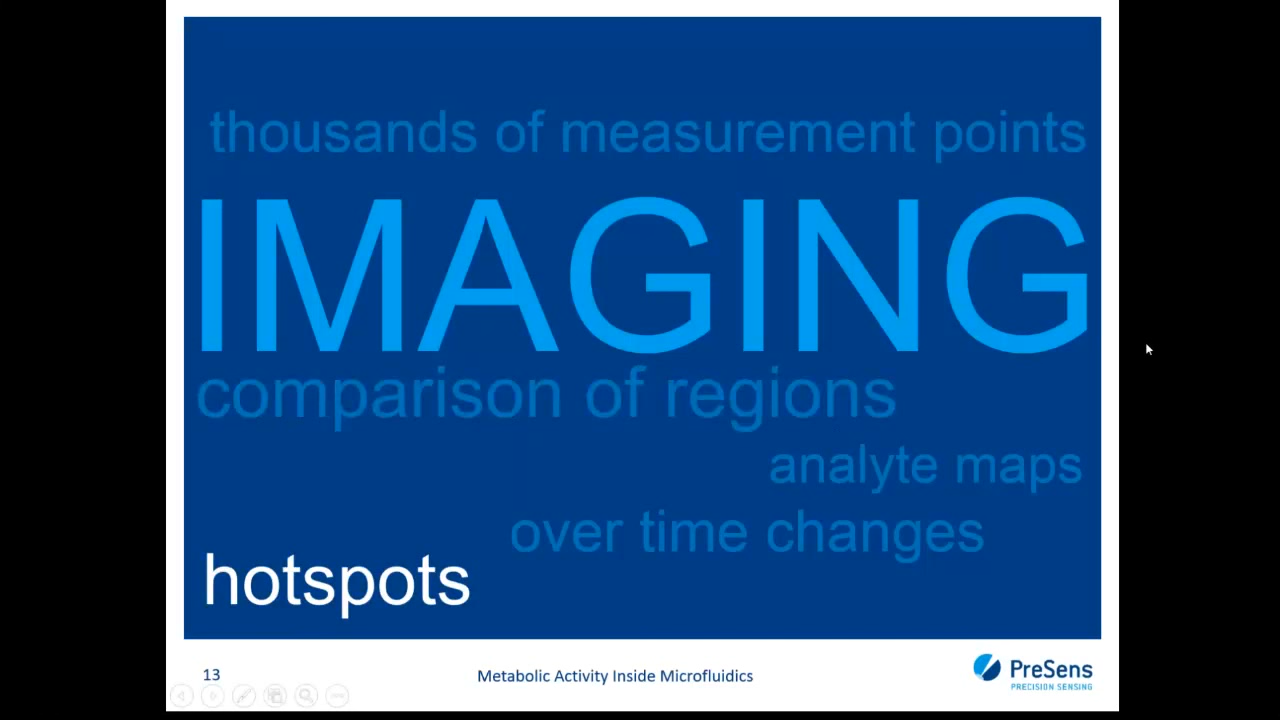 thousands of measurement points
IMAGING
comparison of regions
analyte maps
over time changes
hotspots
13
Metabolic Activity Inside Microfluidics
PreSens
PRECISION SENSING